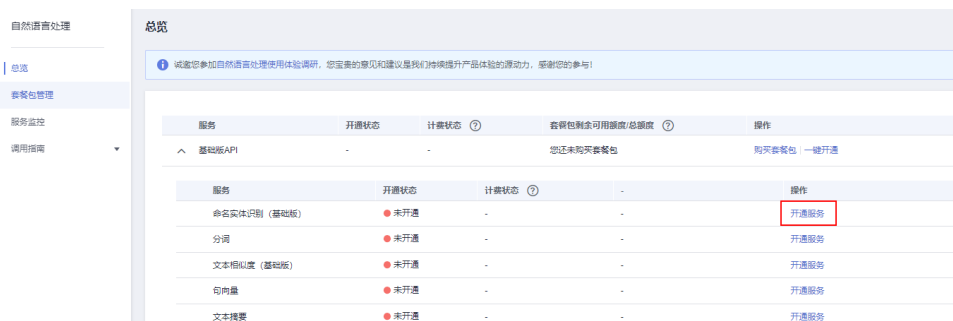 自然语言处理
总览
总览
诚邀您参加自然语言处理使用体验调研，您宝贵的意见和建议是我们持续提升产品体验的源动力，感谢您的参与！
套餐包管理
服务监控
调用指南
服务 开通状态 计费状态 ? 套餐包剩余可用额度/总额度 ? 操作
基础版API - - 您还未购买套餐包 购买套餐包 | 一键开通
服务 开通状态 计费状态 ? - 操作
命名实体识别（基础版） 未开通 - - 开通服务
分词 未开通 - - 开通服务
文本相似度（基础版） 未开通 - - 开通服务
句向量 未开通 - - 开通服务
文本摘要 未开通 - - 开通服务